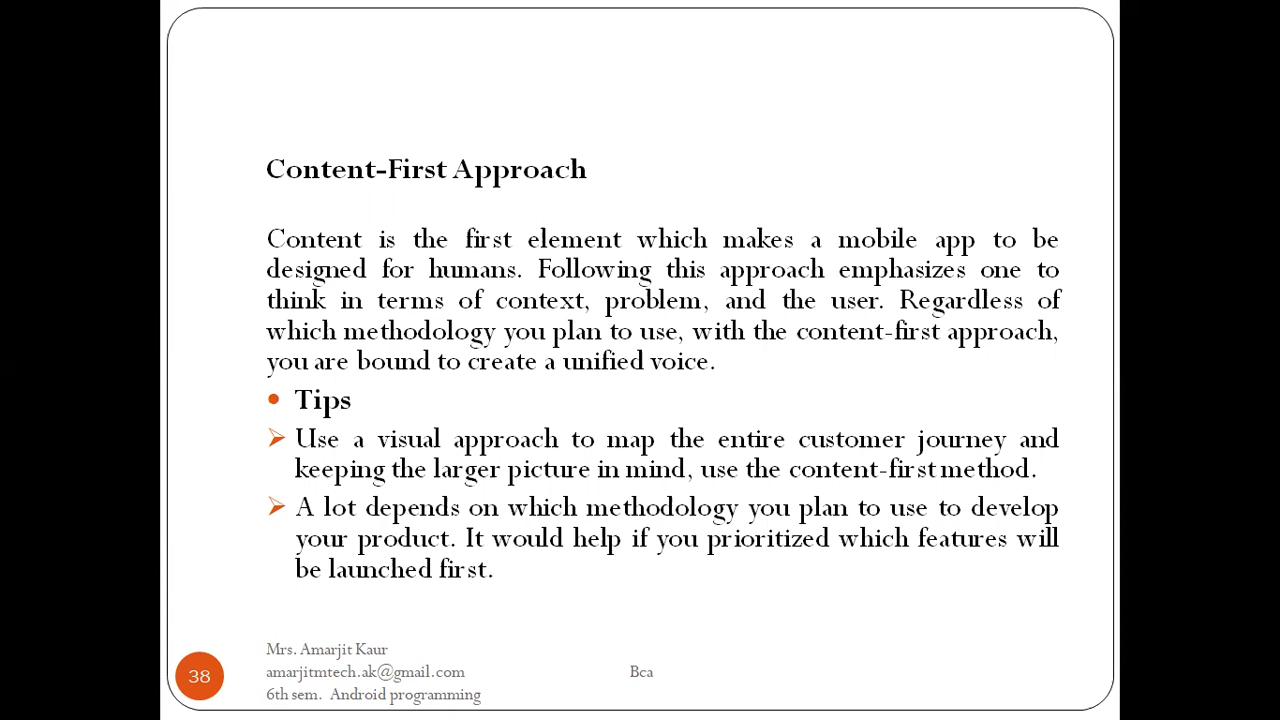 Content-First Approach
Content is the first element which makes a mobile app to be
designed for humans. Following this approach emphasizes one to
think in terms of context, problem, and the user. Regardless of
which methodology you plan to use, with the content-first approach,
you are bound to create a unified voice.
• Tips
➢ Use a visual approach to map the entire customer journey and
keeping the larger picture in mind, use the content-first method.
➢ A lot depends on which methodology you plan to use to develop
your product. It would help if you prioritized which features will
be launched first.
Mrs. Amarjit Kaur
amarjitmtech.ak@gmail.com
6th sem. Android programming
Bca
38